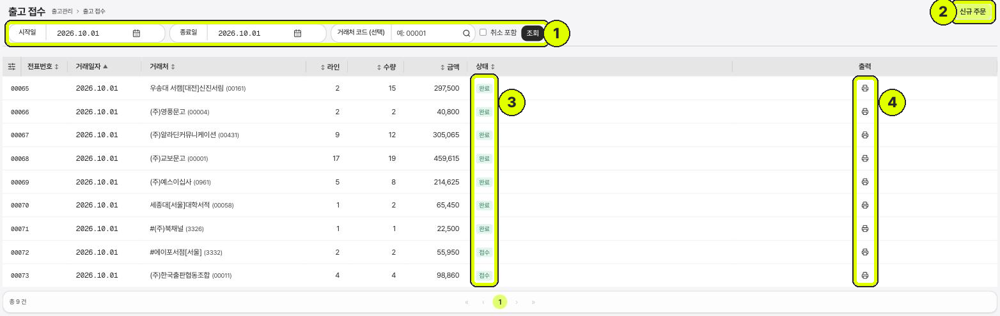 출고 접수 출고관리 > 출고 접수
2 신규 주문
시작일 2026.10.01 종료일 2026.10.01 거래처 코드 (선택) 예: 00001 취소 포함 조회 1
전표번호 거래일자 거래처 라인 수량 금액 상태 출력
00065 2026.10.01 우송대 서캠[대전]신진서림 (00161) 2 15 297,500 완료
3 4
00066 2026.10.01 (주)영풍문고 (00004) 2 2 40,800 완료
00067 2026.10.01 (주)알라딘커뮤니케이션 (00431) 9 12 305,065 완료
00068 2026.10.01 (주)교보문고 (00001) 17 19 459,615 완료
00069 2026.10.01 (주)예스이십사 (0961) 5 8 214,625 완료
00070 2026.10.01 세종대[서울]대학서적 (00058) 1 2 65,450 완료
00071 2026.10.01 #(주)북채널 (3326) 1 1 22,500 완료
00072 2026.10.01 #에이포서점[서울] (3332) 2 2 55,950 접수
00073 2026.10.01 (주)한국출판협동조합 (00011) 4 4 98,860 접수
총 9 건 « ‹ 1 › »